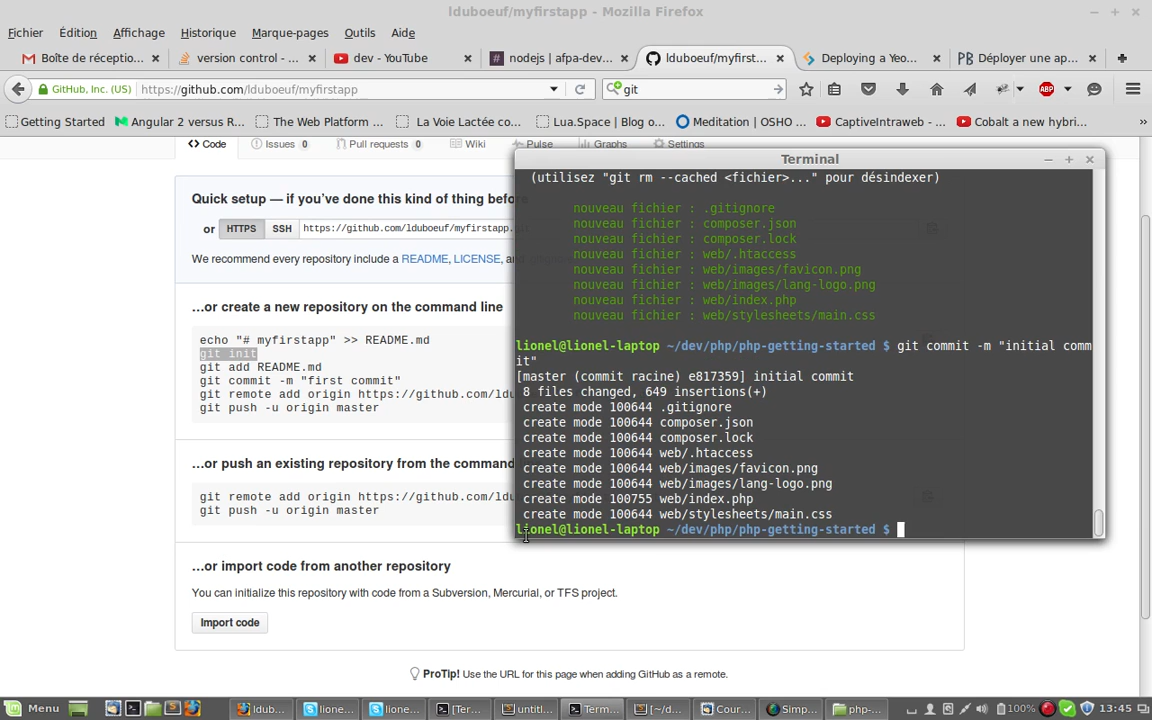 lduboeuf/myfirstapp - Mozilla Firefox
Fichier Édition Affichage Historique Marque-pages Outils Aide
Boîte de réceptio... version control - ... dev - YouTube nodejs | afpa-dev... lduboeuf/myfirst... Deploying a Yeo... Déployer une ap...
GitHub, Inc. (US) https://github.com/lduboeuf/myfirstapp git ABP
Getting Started Angular 2 versus R... The Web Platform ... La Voie Lactée co... Lua.Space | Blog o... Meditation | OSHO ... CaptiveIntraweb - ... Cobalt a new hybri... »
Code Issues 0 Pull requests 0 Wiki Pulse Graphs Settings
Quick setup — if you've done this kind of thing before
or HTTPS SSH https://github.com/lduboeuf/myfirstapp.
We recommend every repository include a README, LICENSE, an
...or create a new repository on the command line
echo "# myfirstapp" >> README.md
git init
git add README.md
git commit -m "first commit"
git remote add origin https://github.com/ldu
git push -u origin master
...or push an existing repository from the command
git remote add origin https://github.com/ldu
git push -u origin master
...or import code from another repository
You can initialize this repository with code from a Subversion, Mercurial, or TFS project.
Import code
ProTip! Use the URL for this page when adding GitHub as a remote.
Terminal
(utilisez "git rm --cached <fichier>..." pour désindexer)
nouveau fichier : .gitignore
nouveau fichier : composer.json
nouveau fichier : composer.lock
nouveau fichier : web/.htaccess
nouveau fichier : web/images/favicon.png
nouveau fichier : web/images/lang-logo.png
nouveau fichier : web/index.php
nouveau fichier : web/stylesheets/main.css
lionel@lionel-laptop ~/dev/php/php-getting-started $ git commit -m "initial comm
it"
[master (commit racine) e817359] initial commit
8 files changed, 649 insertions(+)
create mode 100644 .gitignore
create mode 100644 composer.json
create mode 100644 composer.lock
create mode 100644 web/.htaccess
create mode 100644 web/images/favicon.png
create mode 100644 web/images/lang-logo.png
create mode 100755 web/index.php
create mode 100644 web/stylesheets/main.css
lionel@lionel-laptop ~/dev/php/php-getting-started $
Menu ldub... lione... lione... [Ter... untitl... Term... [~/d... Cour... Simp... php-... 100% 13:45